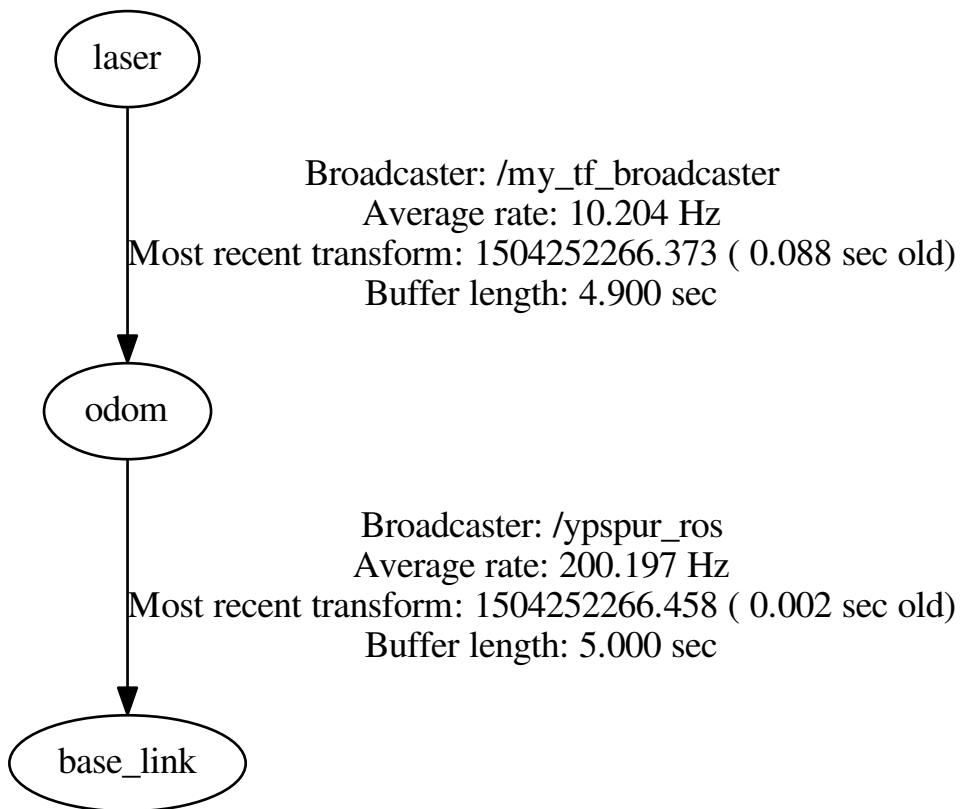 laser
Broadcaster: /my_tf_broadcaster
Average rate: 10.204 Hz
Most recent transform: 1504252266.373 ( 0.088 sec old)
Buffer length: 4.900 sec
odom
Broadcaster: /ypspur_ros
Average rate: 200.197 Hz
Most recent transform: 1504252266.458 ( 0.002 sec old)
Buffer length: 5.000 sec
base_link